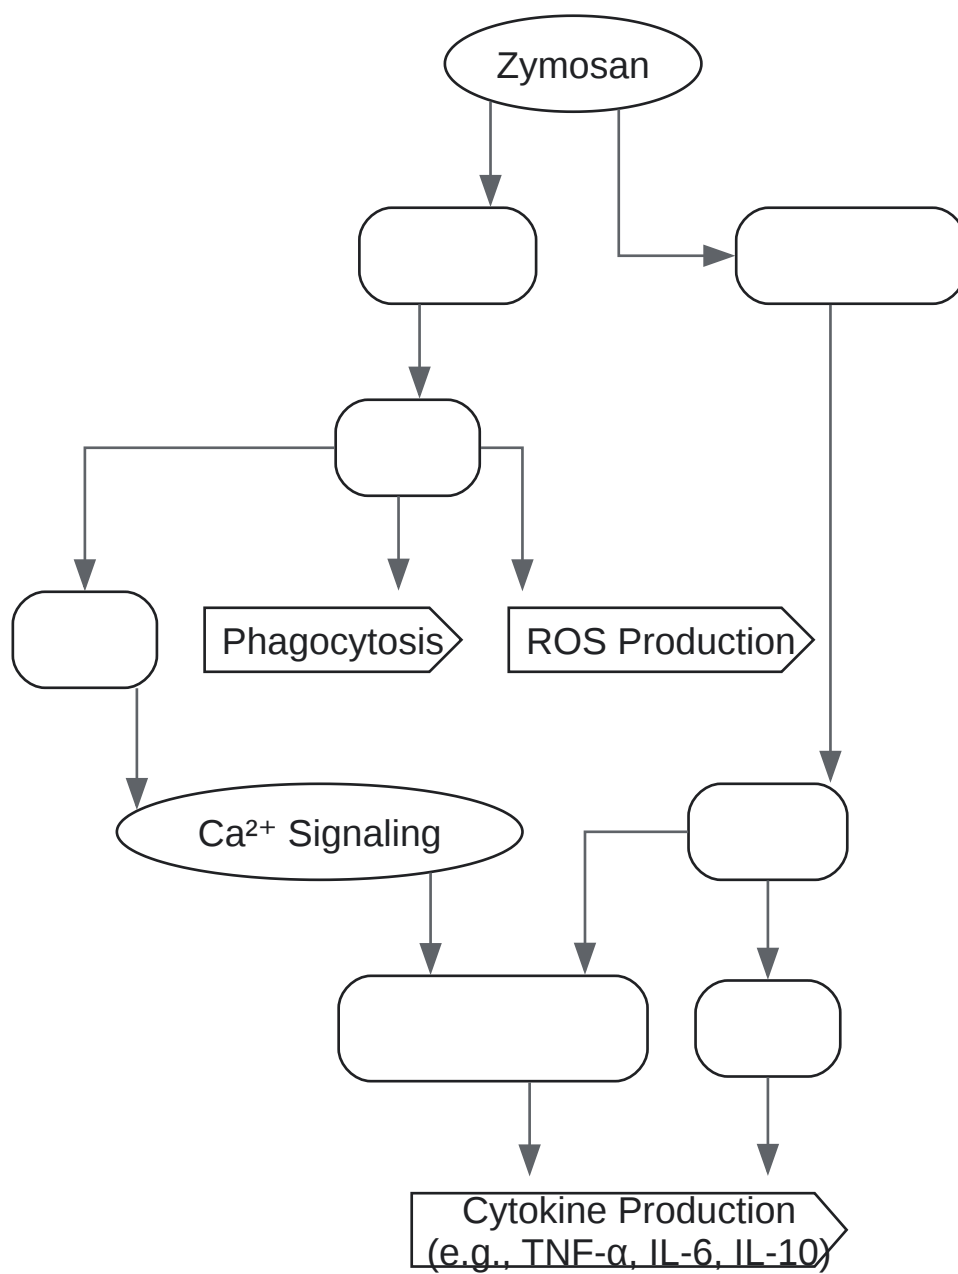 Zymosan
Phagocytosis
ROS Production
Ca²⁺ Signaling
Cytokine Production
(e.g., TNF-α, IL-6, IL-10)